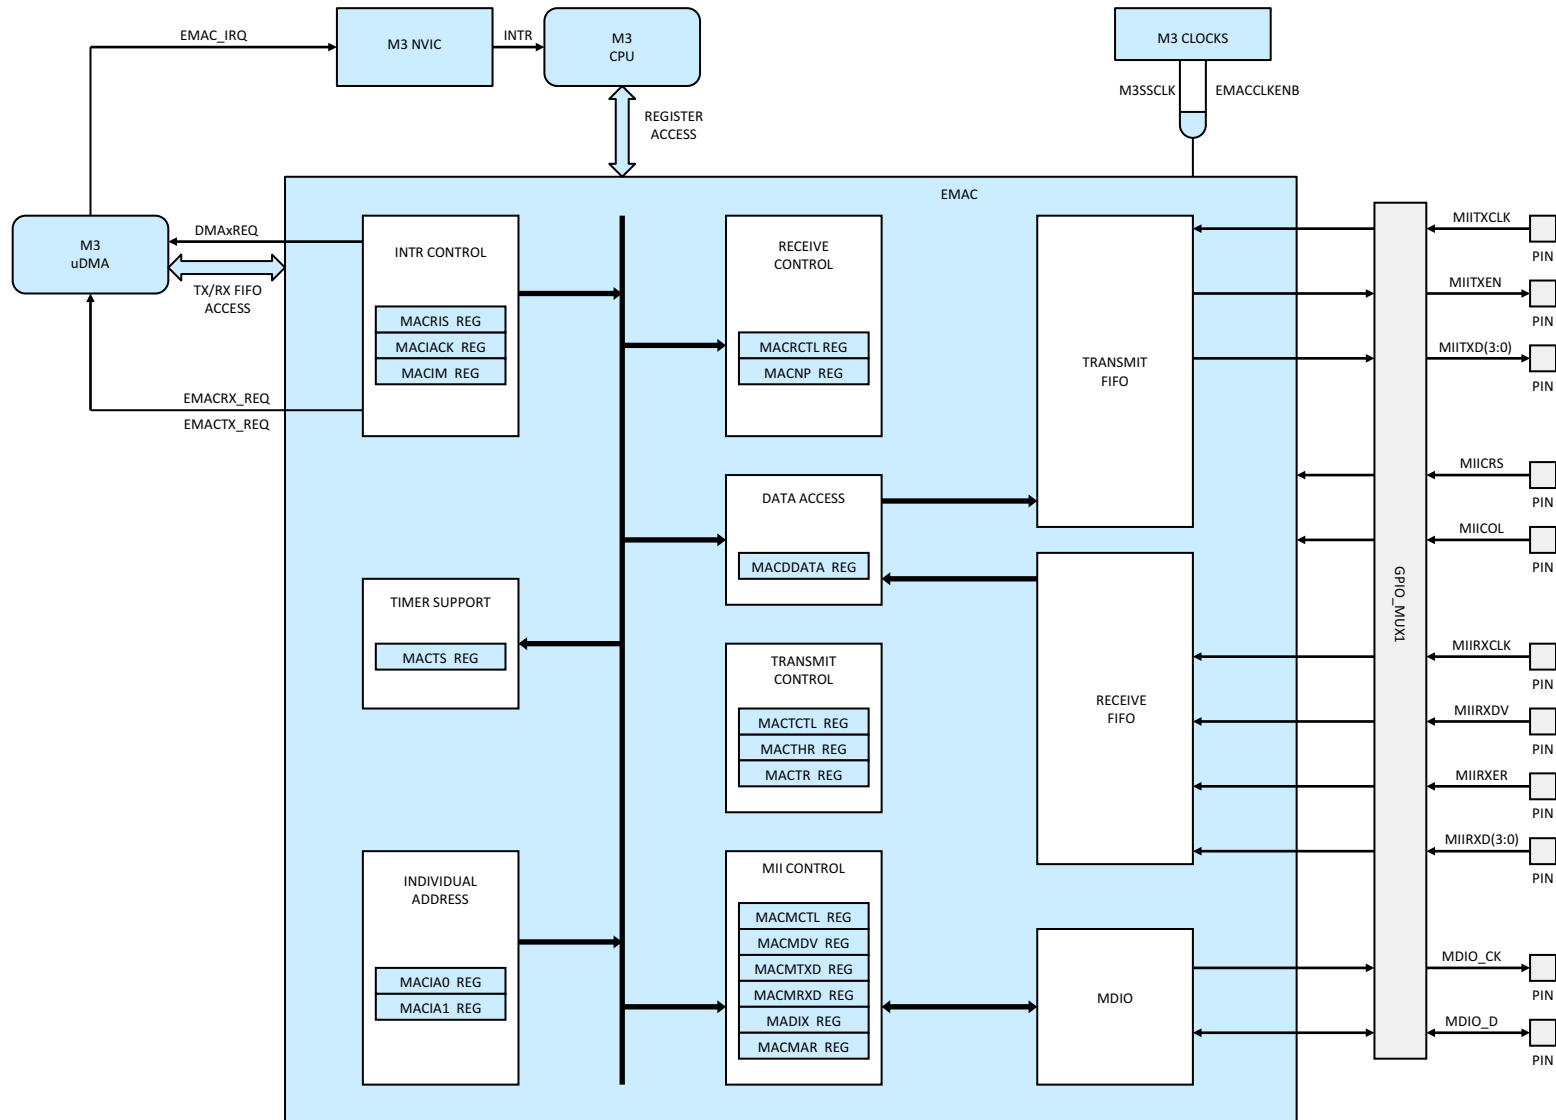 EMAC_IRQ
M3 NVIC
INTR
M3
CPU
M3 CLOCKS
M3SSCLK
EMACCLKENB
REGISTER
ACCESS
EMAC
M3
uDMA
DMAxREQ
TX/RX FIFO
ACCESS
EMACRX_REQ
EMACTX_REQ
INTR CONTROL
MACRIS REG
MACIACK REG
MACIM REG
TIMER SUPPORT
MACTS REG
INDIVIDUAL
ADDRESS
MACIA0 REG
MACIA1 REG
RECEIVE
CONTROL
MACRCTL REG
MACNP REG
DATA ACCESS
MACDDATA REG
TRANSMIT
CONTROL
MACTCTL REG
MACTHR REG
MACTR REG
MII CONTROL
MACMCTL REG
MACMDV REG
MACMTXD REG
MACMRXD REG
MADIX REG
MACMAR REG
TRANSMIT
FIFO
RECEIVE
FIFO
MDIO
GPIO_MUX1
MIITXCLK
PIN
MIITXEN
PIN
MIITXD(3:0)
PIN
MIICRS
PIN
MIICOL
PIN
MIIRXCLK
PIN
MIIRXDV
PIN
MIIRXER
PIN
MIIRXD(3:0)
PIN
MDIO_CK
PIN
MDIO_D
PIN